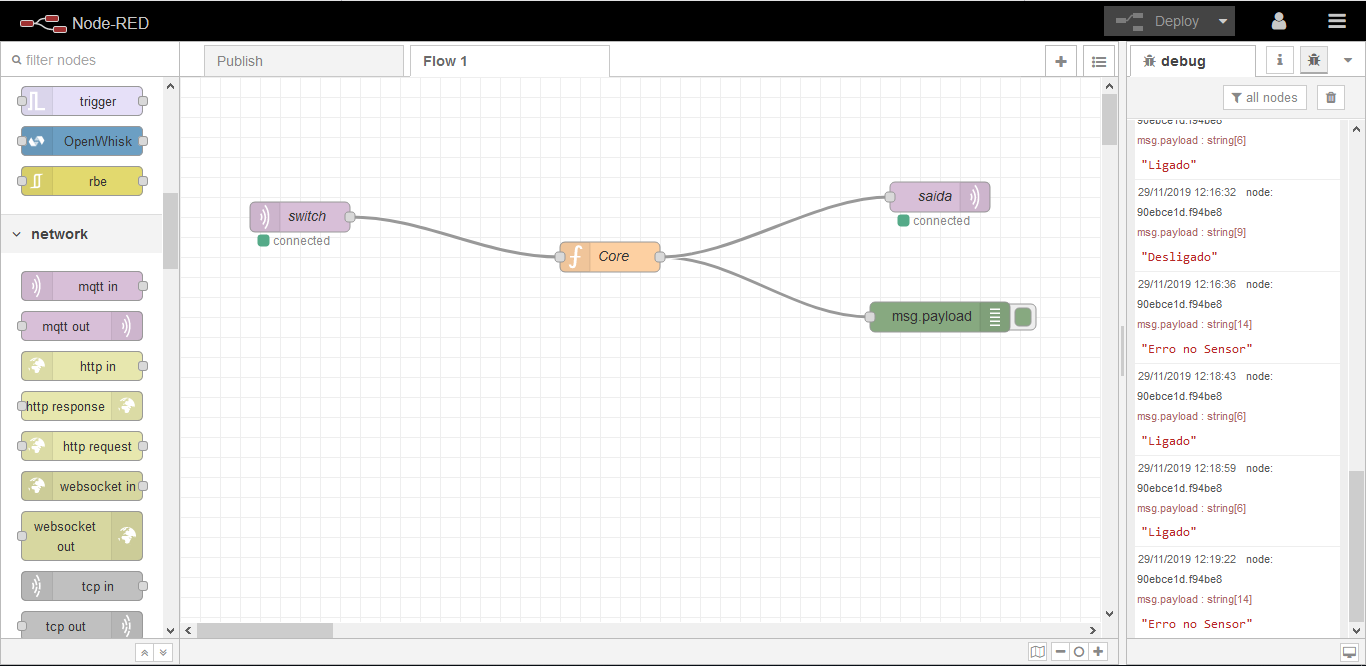 Node-RED
Deploy
filter nodes
Publish
Flow 1
debug
all nodes
trigger
OpenWhisk
rbe
network
mqtt in
mqtt out
http in
http response
http request
websocket in
websocket
out
tcp in
tcp out
switch
connected
Core
saida
connected
msg.payload
90ebce1d.f94be8
msg.payload : string[6]
"Ligado"
29/11/2019 12:16:32 node:
90ebce1d.f94be8
msg.payload : string[9]
"Desligado"
29/11/2019 12:16:36 node:
90ebce1d.f94be8
msg.payload : string[14]
"Erro no Sensor"
29/11/2019 12:18:43 node:
90ebce1d.f94be8
msg.payload : string[6]
"Ligado"
29/11/2019 12:18:59 node:
90ebce1d.f94be8
msg.payload : string[6]
"Ligado"
29/11/2019 12:19:22 node:
90ebce1d.f94be8
msg.payload : string[14]
"Erro no Sensor"